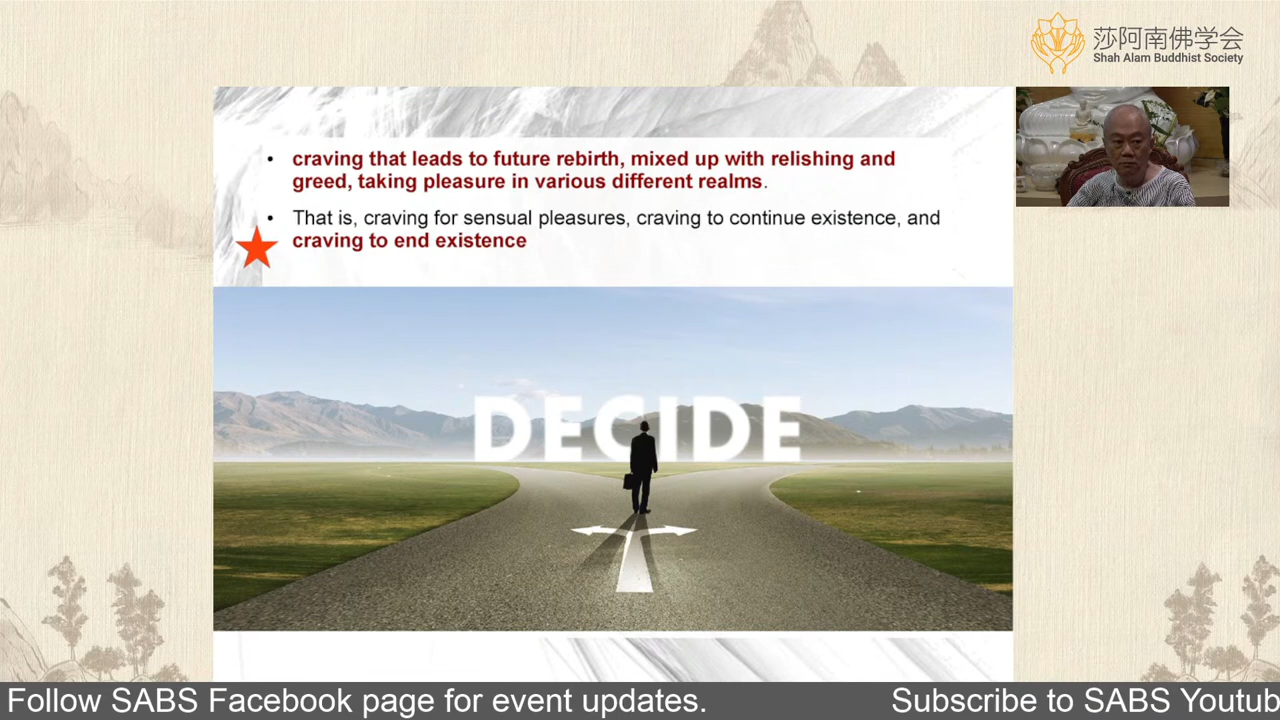 莎阿南佛学会
Shah Alam Buddhist Society
• craving that leads to future rebirth, mixed up with relishing and
greed, taking pleasure in various different realms.
• That is, craving for sensual pleasures, craving to continue existence, and
craving to end existence
DECIDE
Follow SABS Facebook page for event updates. Subscribe to SABS Youtub